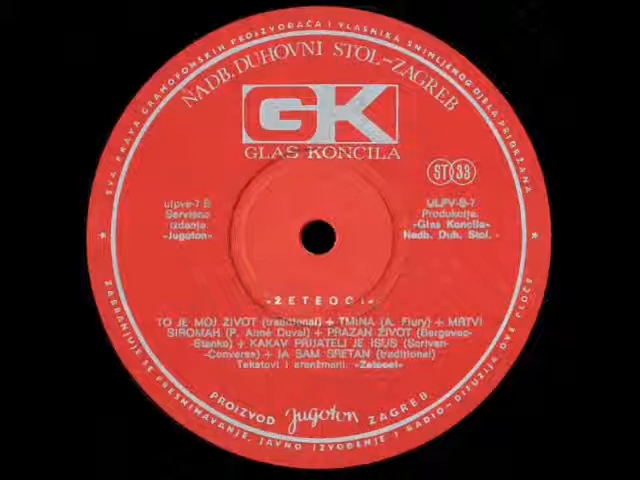 SVA PRAVA GRAMOFONSKIH PROIZVOĐAČA I VLASNIKA SNIMLJENOG DJELA PRIDRŽANA
NADB. DUHOVNI STOL - ZAGREB
GK
GLAS KONCILA
ST 33
ulpve-7 B
Servisno
izdanje
-Jugoton-
ULPV-S-7
Produkcija:
-Glas Koncila-
Nadb. Duh. Stol. -
-ŽETEOCI-
TO JE MOJ ŽIVOT (traditional) + TMINA (A. Flury) + MRTVI
SIROMAH (P. Aimé Duval) + PRAZAN ŽIVOT (Bergovec-
Stanko) + KAKAV PRIJATELJ JE ISUS (Scrivan-
-Converse) + JA SAM SRETAN (traditional)
Tekstovi i aranžmani: -Žeteoci-
PROIZVOD Jugoton ZAGREB
ZABRANJUJE SE PRESNIMAVANJE, JAVNO IZVOĐENJE I RADIO-DIFUZIJA OVE PLOČE